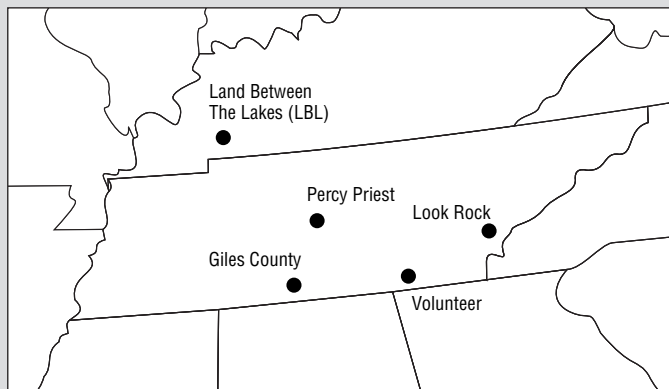 Land Between
The Lakes (LBL)
Percy Priest
Look Rock
Giles County
Volunteer